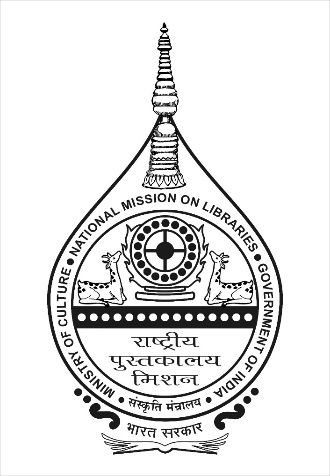 MINISTRY OF CULTURE • NATIONAL MISSION ON LIBRARIES • GOVERNMENT OF INDIA
राष्ट्रीय
पुस्तकालय
मिशन
• संस्कृति मंत्रालय •
भारत सरकार